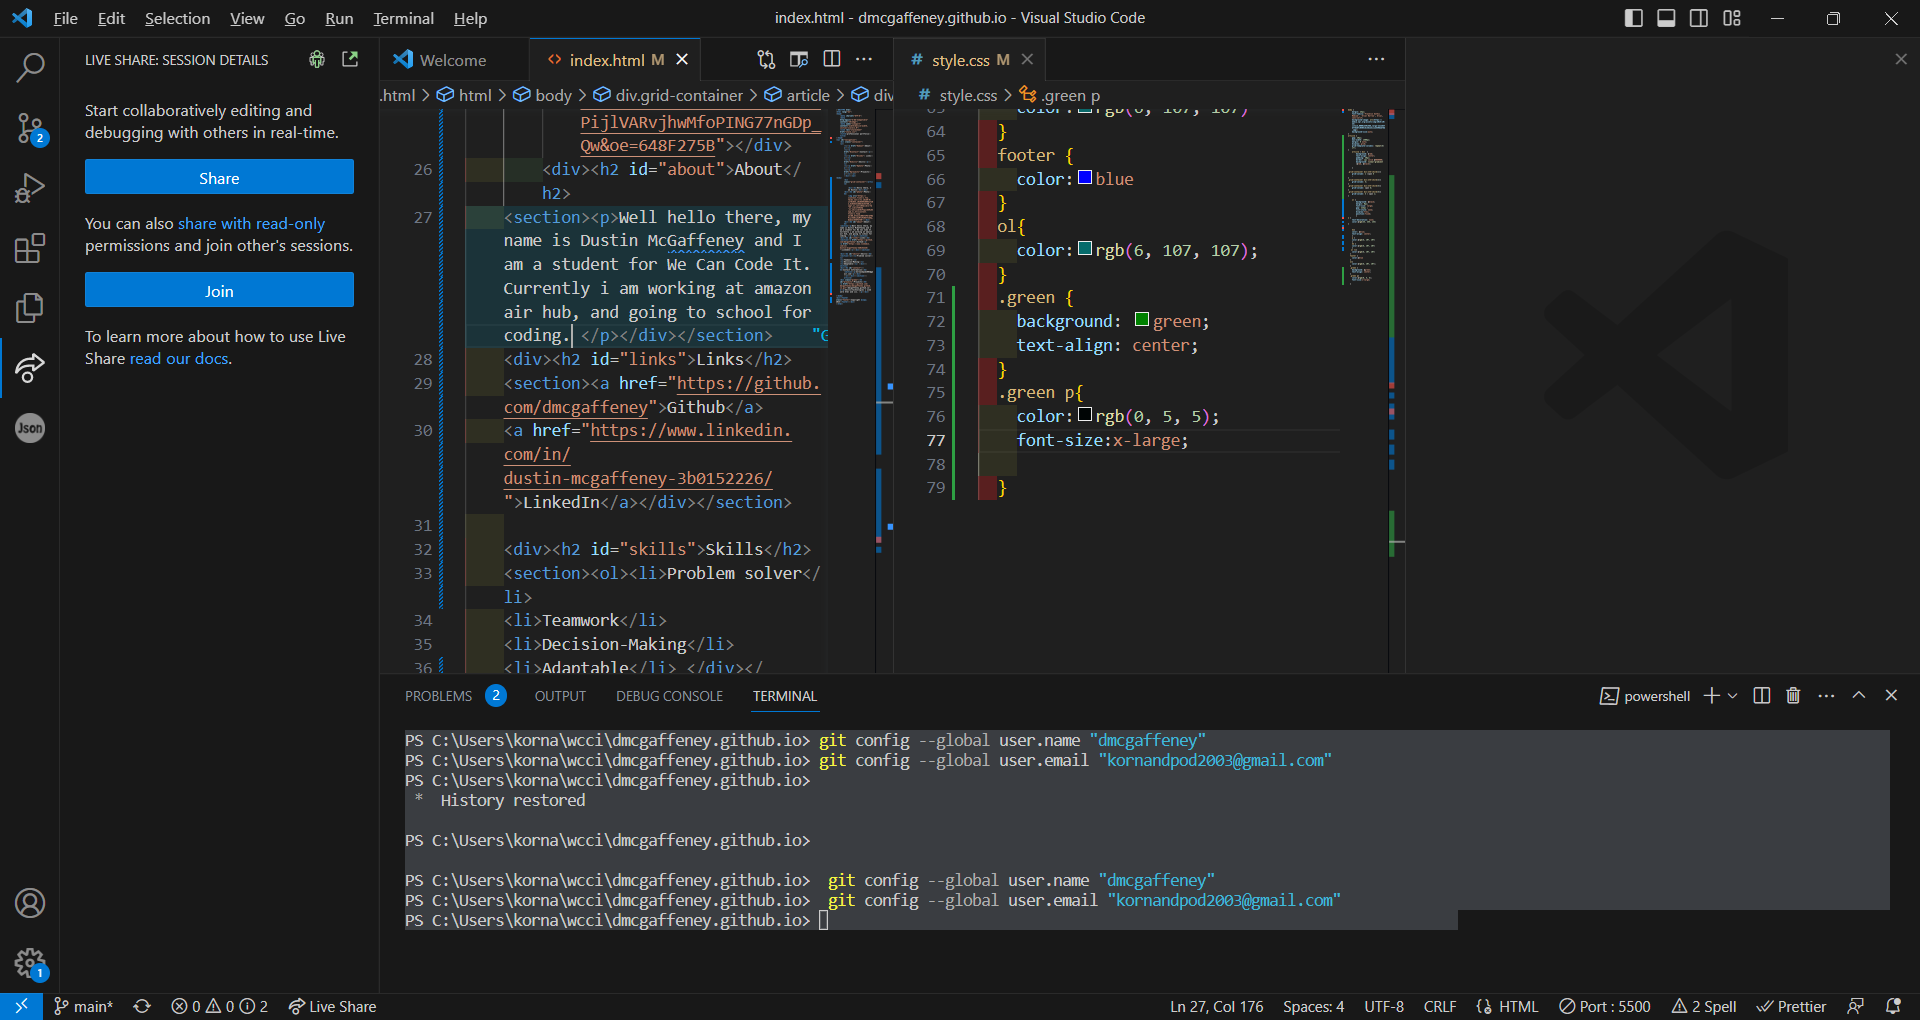 File Edit Selection View Go Run Terminal Help
index.html - dmcgaffeney.github.io - Visual Studio Code
LIVE SHARE: SESSION DETAILS
Start collaboratively editing and
debugging with others in real-time.
Share
You can also share with read-only
permissions and join other's sessions.
Join
To learn more about how to use Live
Share read our docs.
2
Json
1
Welcome
<> index.html M
.html > html > body > div.grid-container > article > div
PijlVARvjhwMfoPING77nGDp_
Qw&oe=648F275B"></div>
26 <div><h2 id="about">About</
h2>
27 <section><p>Well hello there, my
name is Dustin McGaffeney and I
am a student for We Can Code It.
Currently i am working at amazon
air hub, and going to school for
coding. </p></div></section> "G
28 <div><h2 id="links">Links</h2>
29 <section><a href="https://github.
com/dmcgaffeney">Github</a>
30 <a href="https://www.linkedin.
com/in/
dustin-mcgaffeney-3b0152226/
">LinkedIn</a></div></section>
31
32 <div><h2 id="skills">Skills</h2>
33 <section><ol><li>Problem solver</
li>
34 <li>Teamwork</li>
35 <li>Decision-Making</li>
36 <li>Adaptable</li> </div></
# style.css M
# style.css > .green p
63 color: rgb(6, 107, 107)
64 }
65 footer {
66 color: blue
67 }
68 ol{
69 color: rgb(6, 107, 107);
70 }
71 .green {
72 background: green;
73 text-align: center;
74 }
75 .green p{
76 color: rgb(0, 5, 5);
77 font-size:x-large;
78
79 }
PROBLEMS 2 OUTPUT DEBUG CONSOLE TERMINAL
powershell
PS C:\Users\korna\wcci\dmcgaffeney.github.io> git config --global user.name "dmcgaffeney"
PS C:\Users\korna\wcci\dmcgaffeney.github.io> git config --global user.email "kornandpod2003@gmail.com"
PS C:\Users\korna\wcci\dmcgaffeney.github.io>
* History restored
PS C:\Users\korna\wcci\dmcgaffeney.github.io>
PS C:\Users\korna\wcci\dmcgaffeney.github.io> git config --global user.name "dmcgaffeney"
PS C:\Users\korna\wcci\dmcgaffeney.github.io> git config --global user.email "kornandpod2003@gmail.com"
PS C:\Users\korna\wcci\dmcgaffeney.github.io>
main* 0 0 2 Live Share
Ln 27, Col 176 Spaces: 4 UTF-8 CRLF HTML Port : 5500 2 Spell Prettier